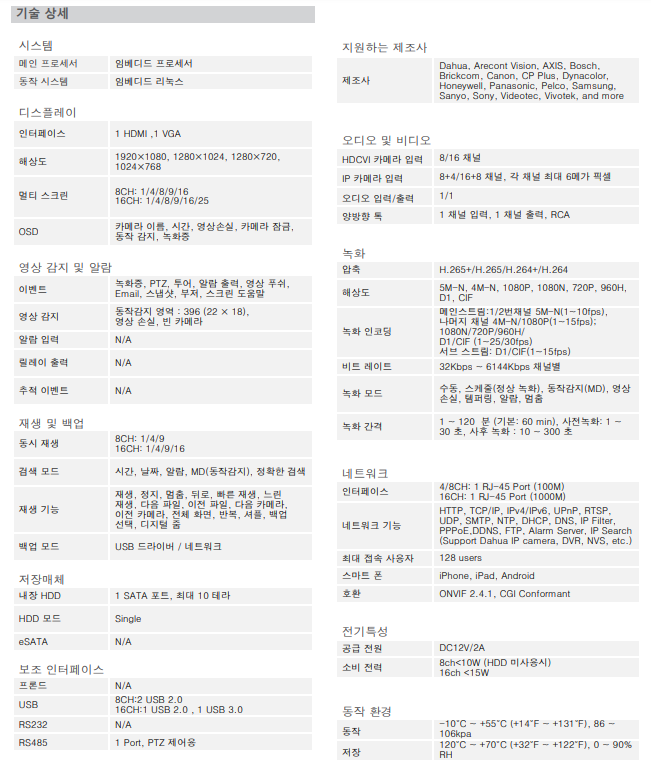 기술 상세
시스템
메인 프로세서 임베디드 프로세서
동작 시스템 임베디드 리눅스
디스플레이
인터페이스 1 HDMI ,1 VGA
해상도 1920×1080, 1280×1024, 1280×720,
1024×768
멀티 스크린 8CH: 1/4/8/9/16
16CH: 1/4/8/9/16/25
OSD 카메라 이름, 시간, 영상손실, 카메라 잠금,
동작 감지, 녹화중
영상 감지 및 알람
이벤트 녹화중, PTZ, 투어, 알람 출력, 영상 푸쉬,
Email, 스냅샷, 부저, 스크린 도움말
영상 감지 동작감지 영역 : 396 (22 × 18),
영상 손실, 빈 카메라
알람 입력 N/A
릴레이 출력 N/A
추적 이벤트 N/A
재생 및 백업
동시 재생 8CH: 1/4/9
16CH: 1/4/9/16
검색 모드 시간, 날짜, 알람, MD(동작감지), 정확한 검색
재생 기능 재생, 정지, 멈춤, 뒤로, 빠른 재생, 느린
재생, 다음 파일, 이전 파일, 다음 카메라,
이전 카메라, 전체 화면, 반복, 셔플, 백업
선택, 디지털 줌
백업 모드 USB 드라이버 / 네트워크
저장매체
내장 HDD 1 SATA 포트, 최대 10 테라
HDD 모드 Single
eSATA N/A
보조 인터페이스
프론드 N/A
USB 8CH:2 USB 2.0
16CH:1 USB 2.0 , 1 USB 3.0
RS232 N/A
RS485 1 Port, PTZ 제어용
지원하는 제조사
제조사 Dahua, Arecont Vision, AXIS, Bosch,
Brickcom, Canon, CP Plus, Dynacolor,
Honeywell, Panasonic, Pelco, Samsung,
Sanyo, Sony, Videotec, Vivotek, and more
오디오 및 비디오
HDCVI 카메라 입력 8/16 채널
IP 카메라 입력 8+4/16+8 채널, 각 채널 최대 6메가 픽셀
오디오 입력/출력 1/1
양방향 톡 1 채널 입력, 1 채널 출력, RCA
녹화
압축 H.265+/H.265/H.264+/H.264
해상도 5M-N, 4M-N, 1080P, 1080N, 720P, 960H,
D1, CIF
녹화 인코딩 메인스트림:1/2번채널 5M-N(1~10fps),
나머지 채널 4M-N/1080P(1~15fps);
1080N/720P/960H/
D1/CIF (1~25/30fps)
서브 스트림: D1/CIF(1~15fps)
비트 레이트 32Kbps ~ 6144Kbps 채널별
녹화 모드 수동, 스케줄(정상 녹화), 동작감지(MD), 영상
손실, 템퍼링, 알람, 멈춤
녹화 간격 1 ~ 120 분 (기본: 60 min), 사전녹화: 1 ~
30 초, 사후 녹화 : 10 ~ 300 초
네트워크
인터페이스 4/8CH: 1 RJ-45 Port (100M)
16CH: 1 RJ-45 Port (1000M)
네트워크 기능 HTTP, TCP/IP, IPv4/IPv6, UPnP, RTSP,
UDP, SMTP, NTP, DHCP, DNS, IP Filter,
PPPoE,DDNS, FTP, Alarm Server, IP Search
(Support Dahua IP camera, DVR, NVS, etc.)
최대 접속 사용자 128 users
스마트 폰 iPhone, iPad, Android
호환 ONVIF 2.4.1, CGI Conformant
전기특성
공급 전원 DC12V/2A
소비 전력 8ch<10W (HDD 미사용시)
16ch <15W
동작 환경
동작 -10°C ~ +55°C (+14°F ~ +131°F), 86 ~
106kpa
저장 120°C ~ +70°C (+32°F ~ +122°F), 0 ~ 90%
RH